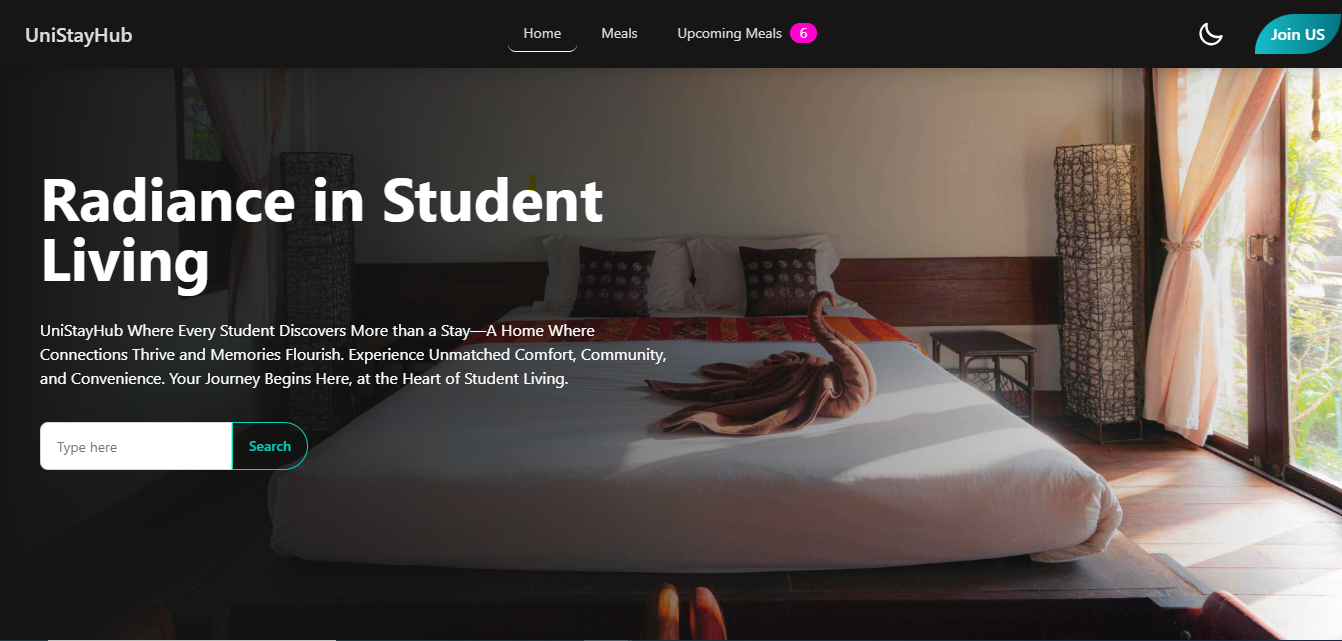 UniStayHub
Home
Meals
Upcoming Meals 6
Join US
Radiance in Student
Living
UniStayHub Where Every Student Discovers More than a Stay—A Home Where
Connections Thrive and Memories Flourish. Experience Unmatched Comfort, Community,
and Convenience. Your Journey Begins Here, at the Heart of Student Living.
Type here
Search